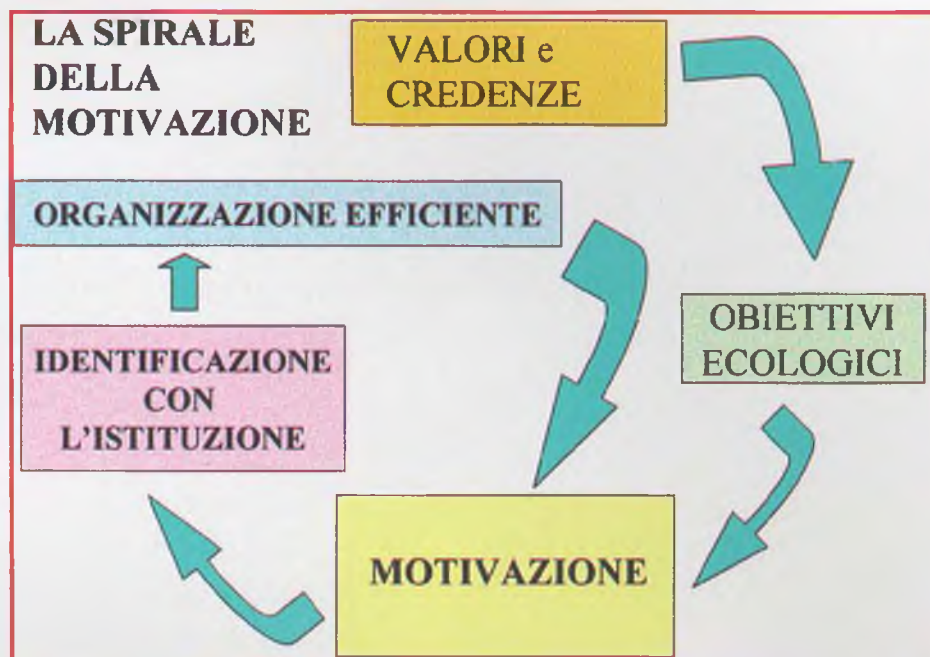 LA SPIRALE
DELLA
MOTIVAZIONE
VALORI e
CREDENZE
ORGANIZZAZIONE EFFICIENTE
OBIETTIVI
ECOLOGICI
IDENTIFICAZIONE
CON
L'ISTITUZIONE
MOTIVAZIONE